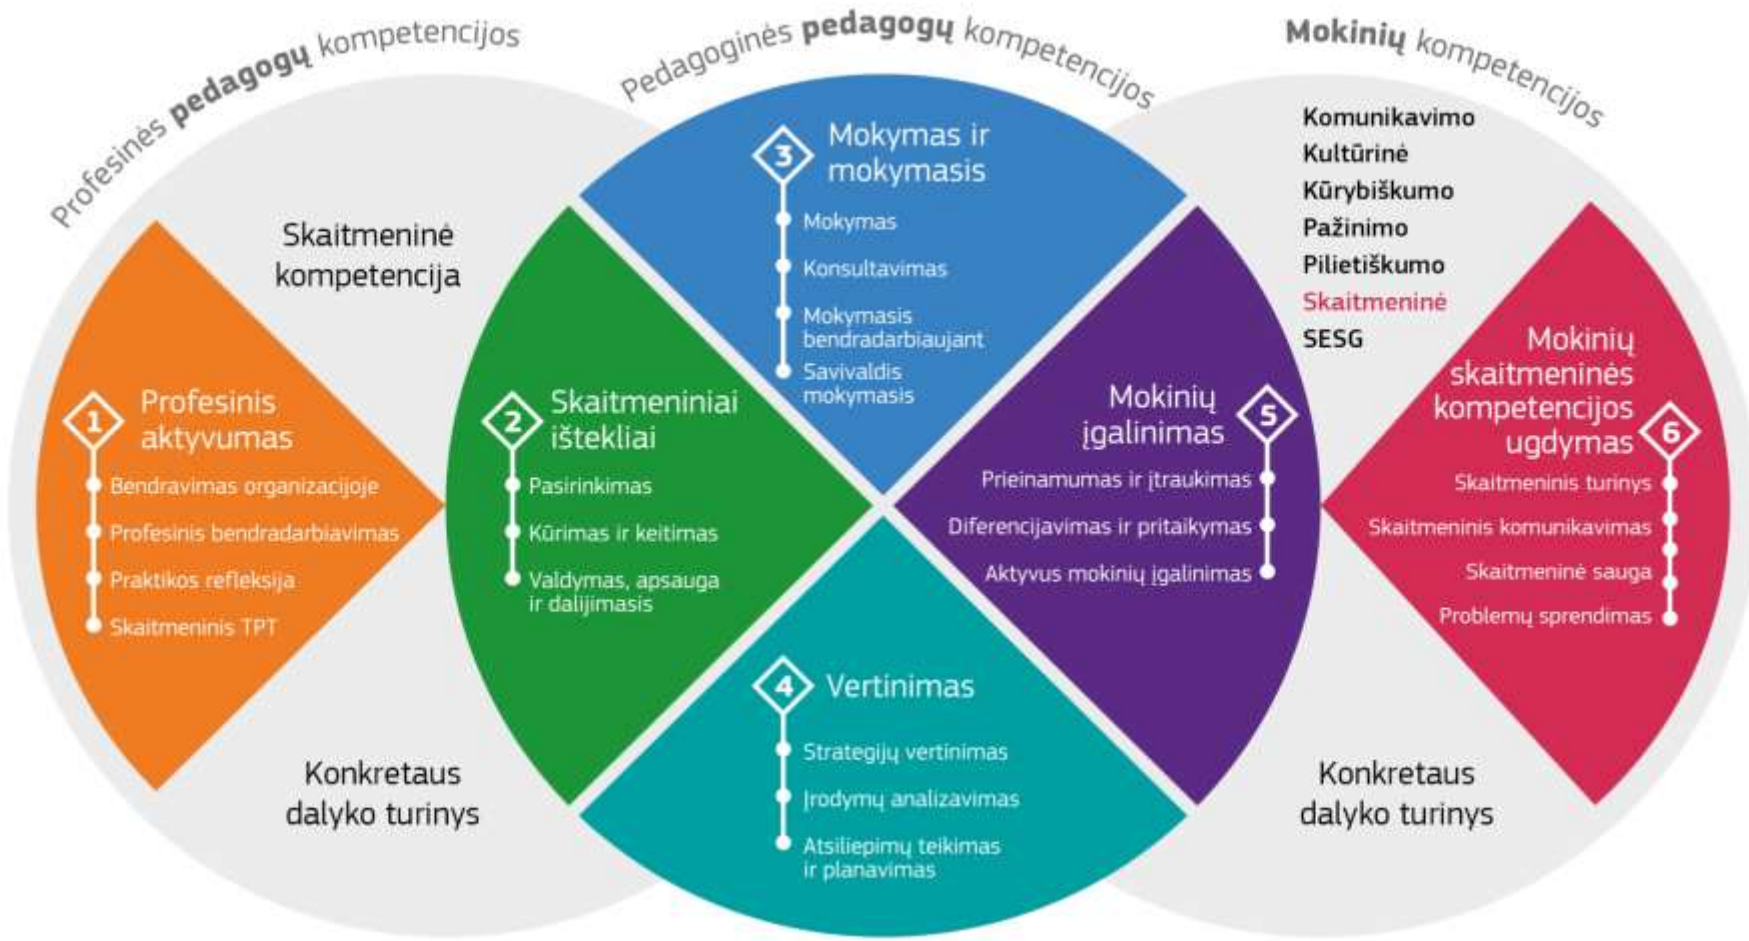 Profesinės pedagogų kompetencijos
Pedagoginės pedagogų kompetencijos
Mokinių kompetencijos
Skaitmeninė
kompetencija
1
Profesinis
aktyvumas
Bendravimas organizacijoje
Profesinis bendradarbiavimas
Praktikos refleksija
Skaitmeninis TPT
Konkretaus
dalyko turinys
2
Skaitmeniniai
ištekliai
Pasirinkimas
Kūrimas ir keitimas
Valdymas, apsauga
ir dalijimasis
3
Mokymas ir
mokymasis
Mokymas
Konsultavimas
Mokymasis
bendradarbiaujant
Savivaldis
mokymasis
4
Vertinimas
Strategijų vertinimas
Įrodymų analizavimas
Atsiliepimų teikimas
ir planavimas
Mokinių
įgalinimas
5
Prieinamumas ir įtraukimas
Diferencijavimas ir pritaikymas
Aktyvus mokinių įgalinimas
Komunikavimo
Kultūrinė
Kūrybiškumo
Pažinimo
Pilietiškumo
Skaitmeninė
SESG
Mokinių
skaitmeninės
kompetencijos
ugdymas
6
Skaitmeninis turinys
Skaitmeninis komunikavimas
Skaitmeninė sauga
Problemų sprendimas
Konkretaus
dalyko turinys